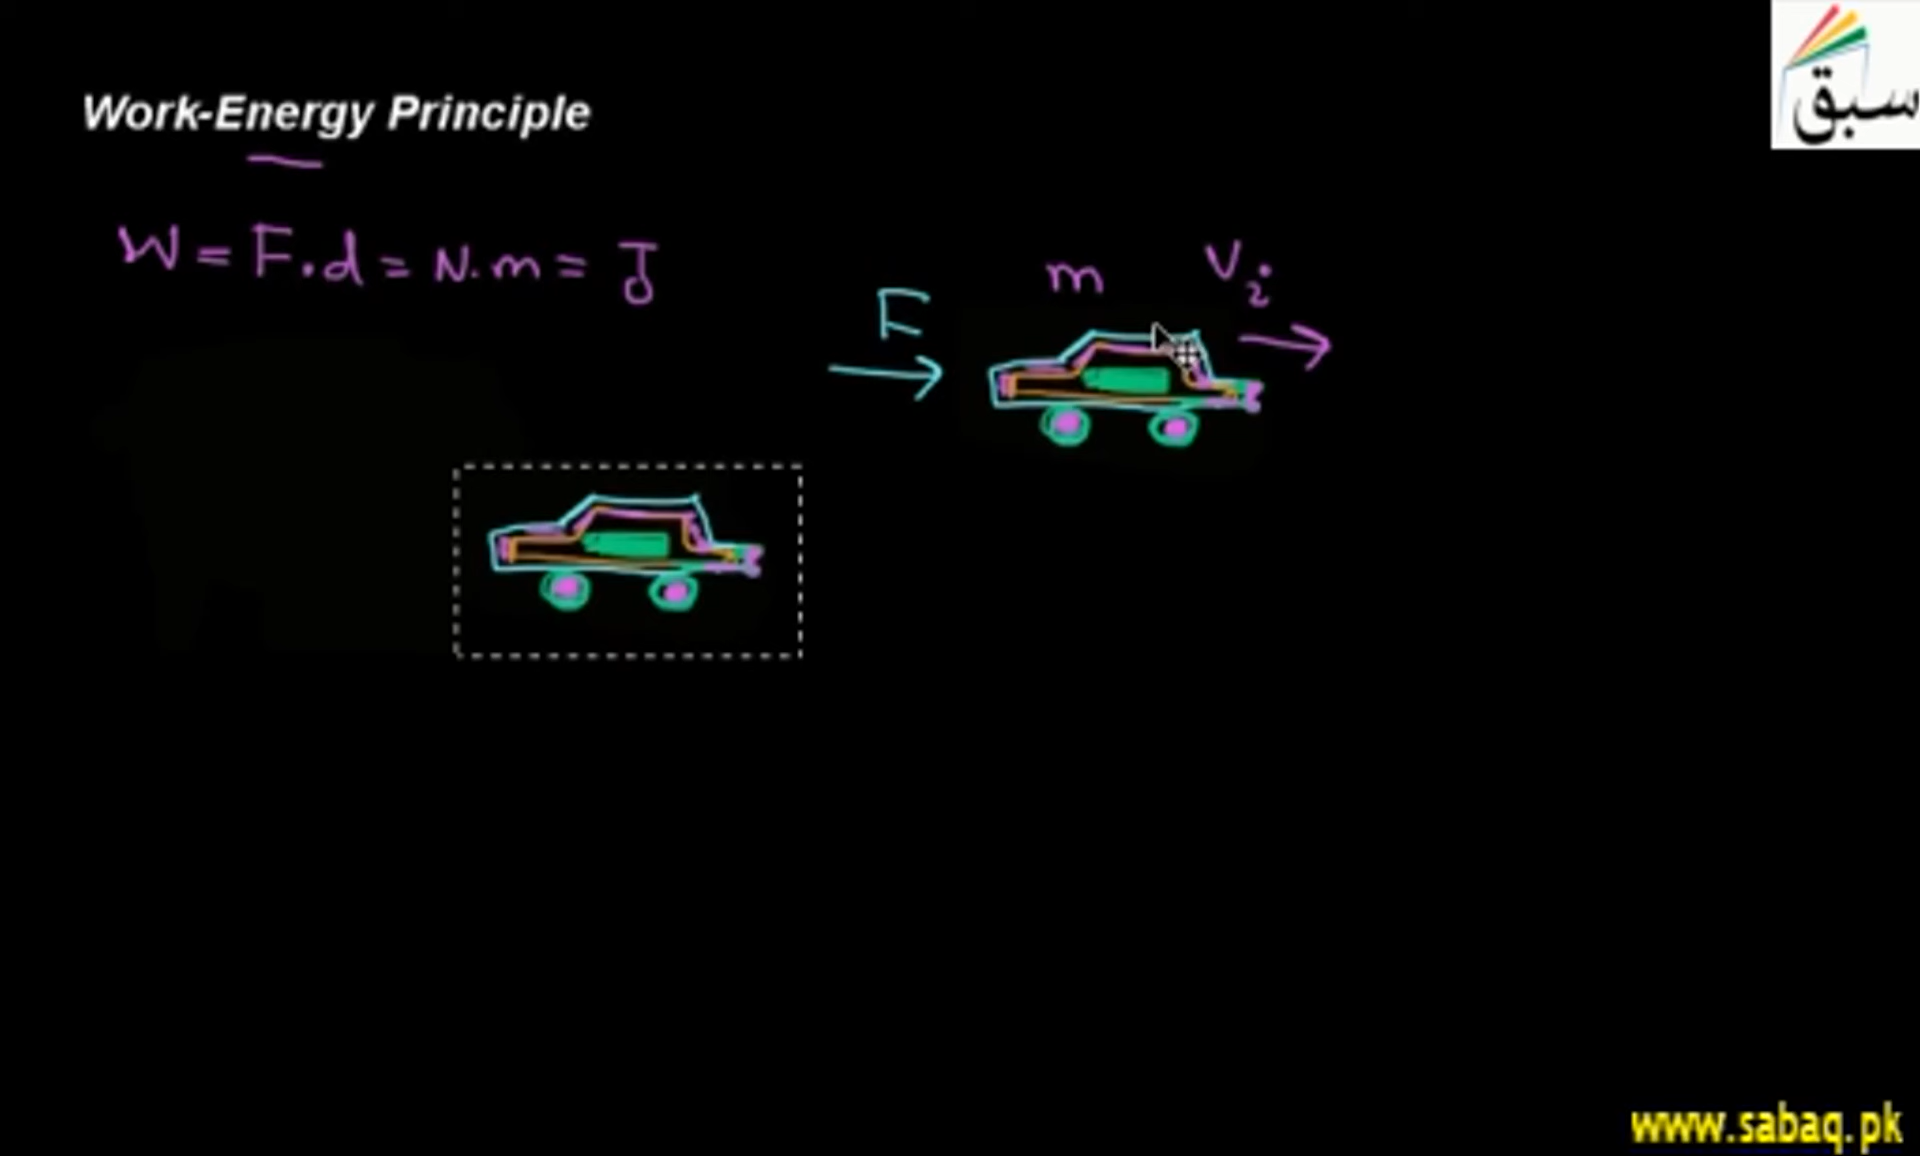 Work-Energy Principle
سبق
W = F.d = N.m = J
F
m
Vi
www.sabaq.pk